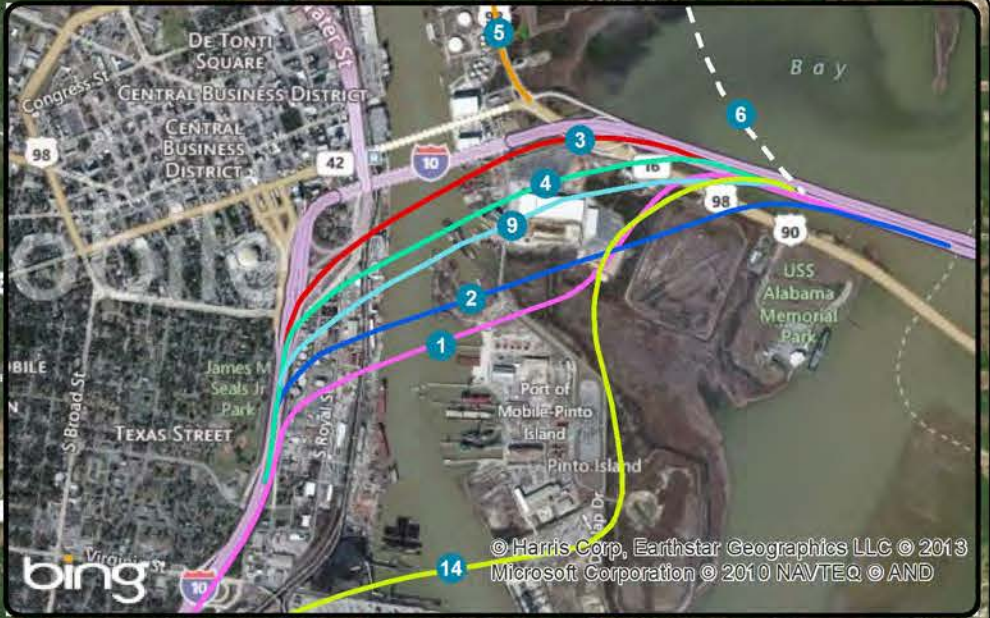 5
98
Water St
DE TONTI
SQUARE
Congress St
CENTRAL BUSINESS DISTRICT
CENTRAL
BUSINESS
DISTRICT
98
42
10
3
16
4
9
98
90
Bay
6
USS
Alabama
Memorial
Park
2
1
James M
Seals Jr
Park
OBILE
N
S Broad St
TEXAS STREET
S Royal St
Port of
Mobile-Pinto
Island
Pinto Island
14
Virginia St
10
bing
© Harris Corp, Earthstar Geographics LLC © 2013
Microsoft Corporation © 2010 NAVTEQ © AND